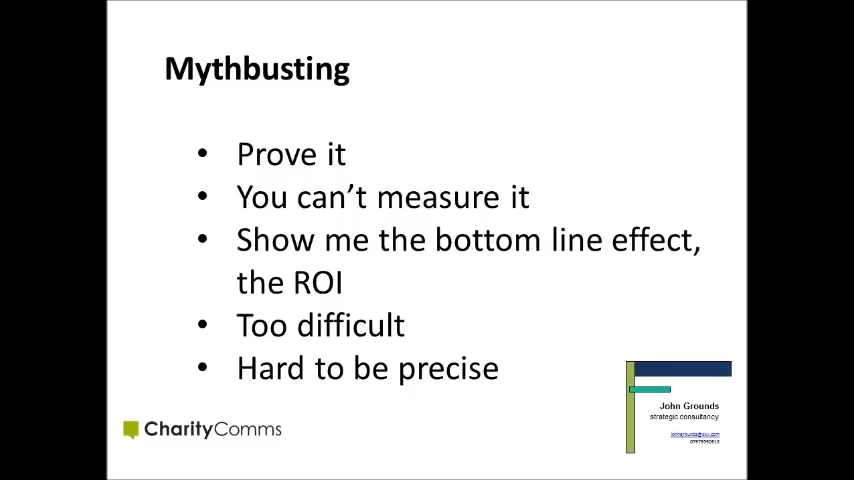 Mythbusting
• Prove it
• You can't measure it
• Show me the bottom line effect,
the ROI
• Too difficult
• Hard to be precise
CharityComms
John Grounds
strategic consultancy